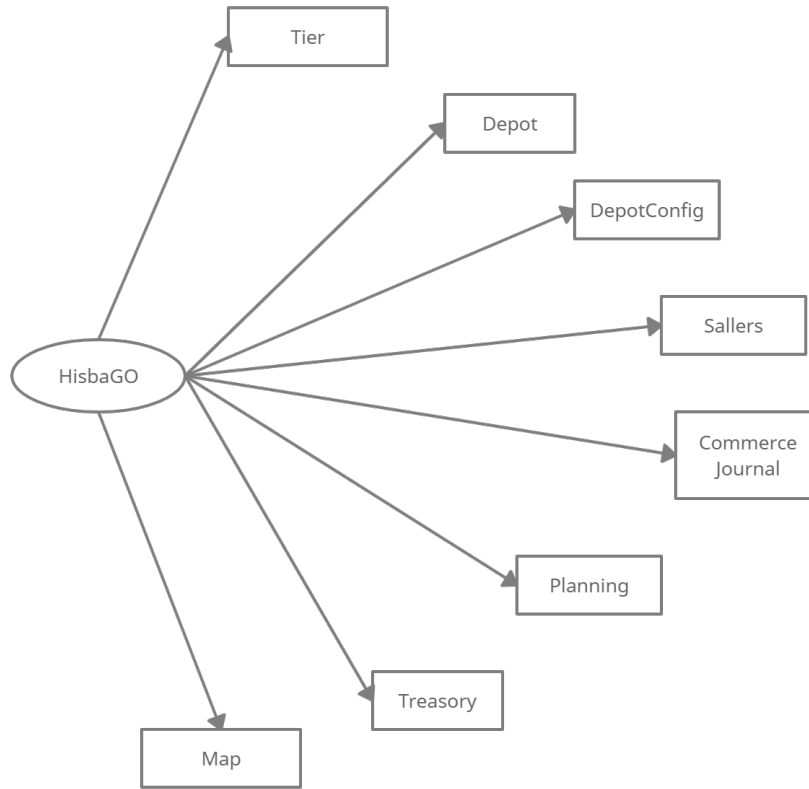 Tier
Depot
DepotConfig
Sallers
HisbaGO
Commerce
Journal
Planning
Treasory
Map